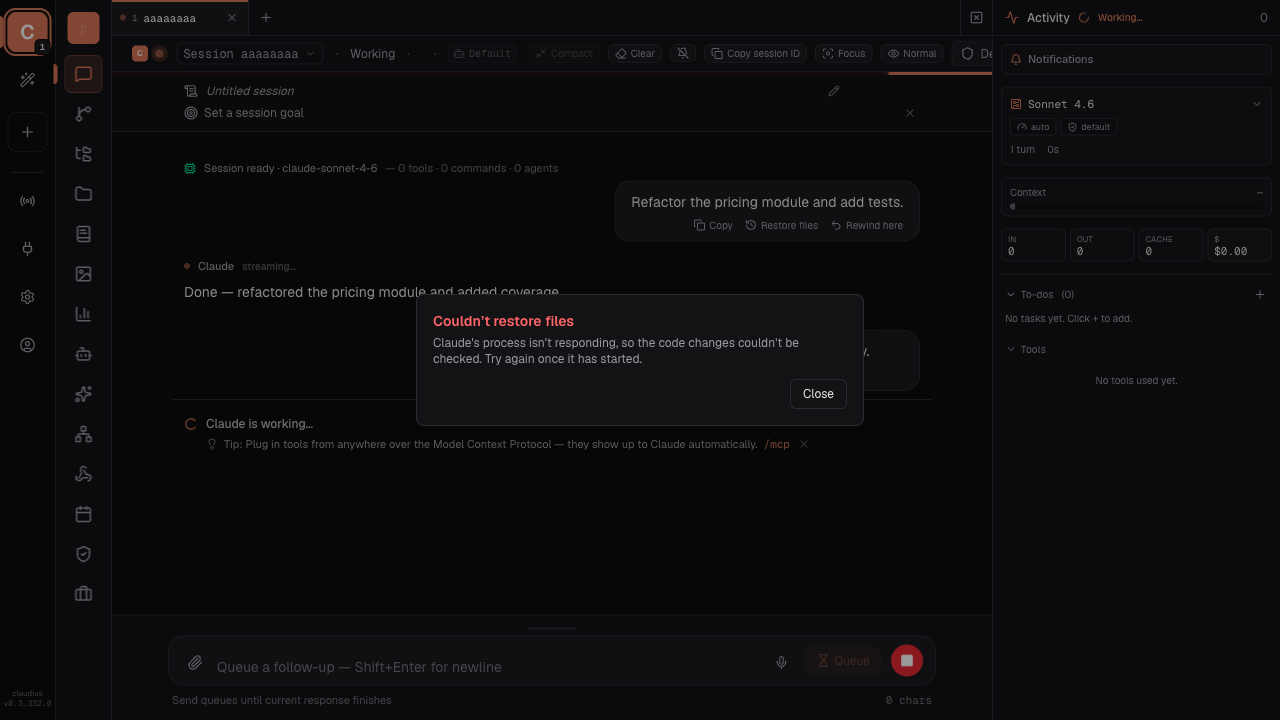 C
1
claudius
v0.3.332.0
1 aaaaaaaa
C
Session aaaaaaaa
· Working ·
·
Default
Compact
Clear
Copy session ID
Focus
Normal
Untitled session
Set a session goal
Session ready · claude-sonnet-4-6 — 0 tools · 0 commands · 0 agents
Refactor the pricing module and add tests.
Copy
Restore files
Rewind here
Claude streaming…
Done — refactored the pricing module and added coverage
Couldn't restore files
Claude's process isn't responding, so the code changes couldn't be
checked. Try again once it has started.
Close
Claude is working…
Tip: Plug in tools from anywhere over the Model Context Protocol — they show up to Claude automatically. /mcp
Queue a follow-up — Shift+Enter for newline
Queue
Send queues until current response finishes
0 chars
Activity
Working…
0
Notifications
Sonnet 4.6
auto
default
1 turn 0s
Context
–
IN
0
OUT
0
CACHE
0
$
$0.00
To-dos (0)
No tasks yet. Click + to add.
Tools
No tools used yet.